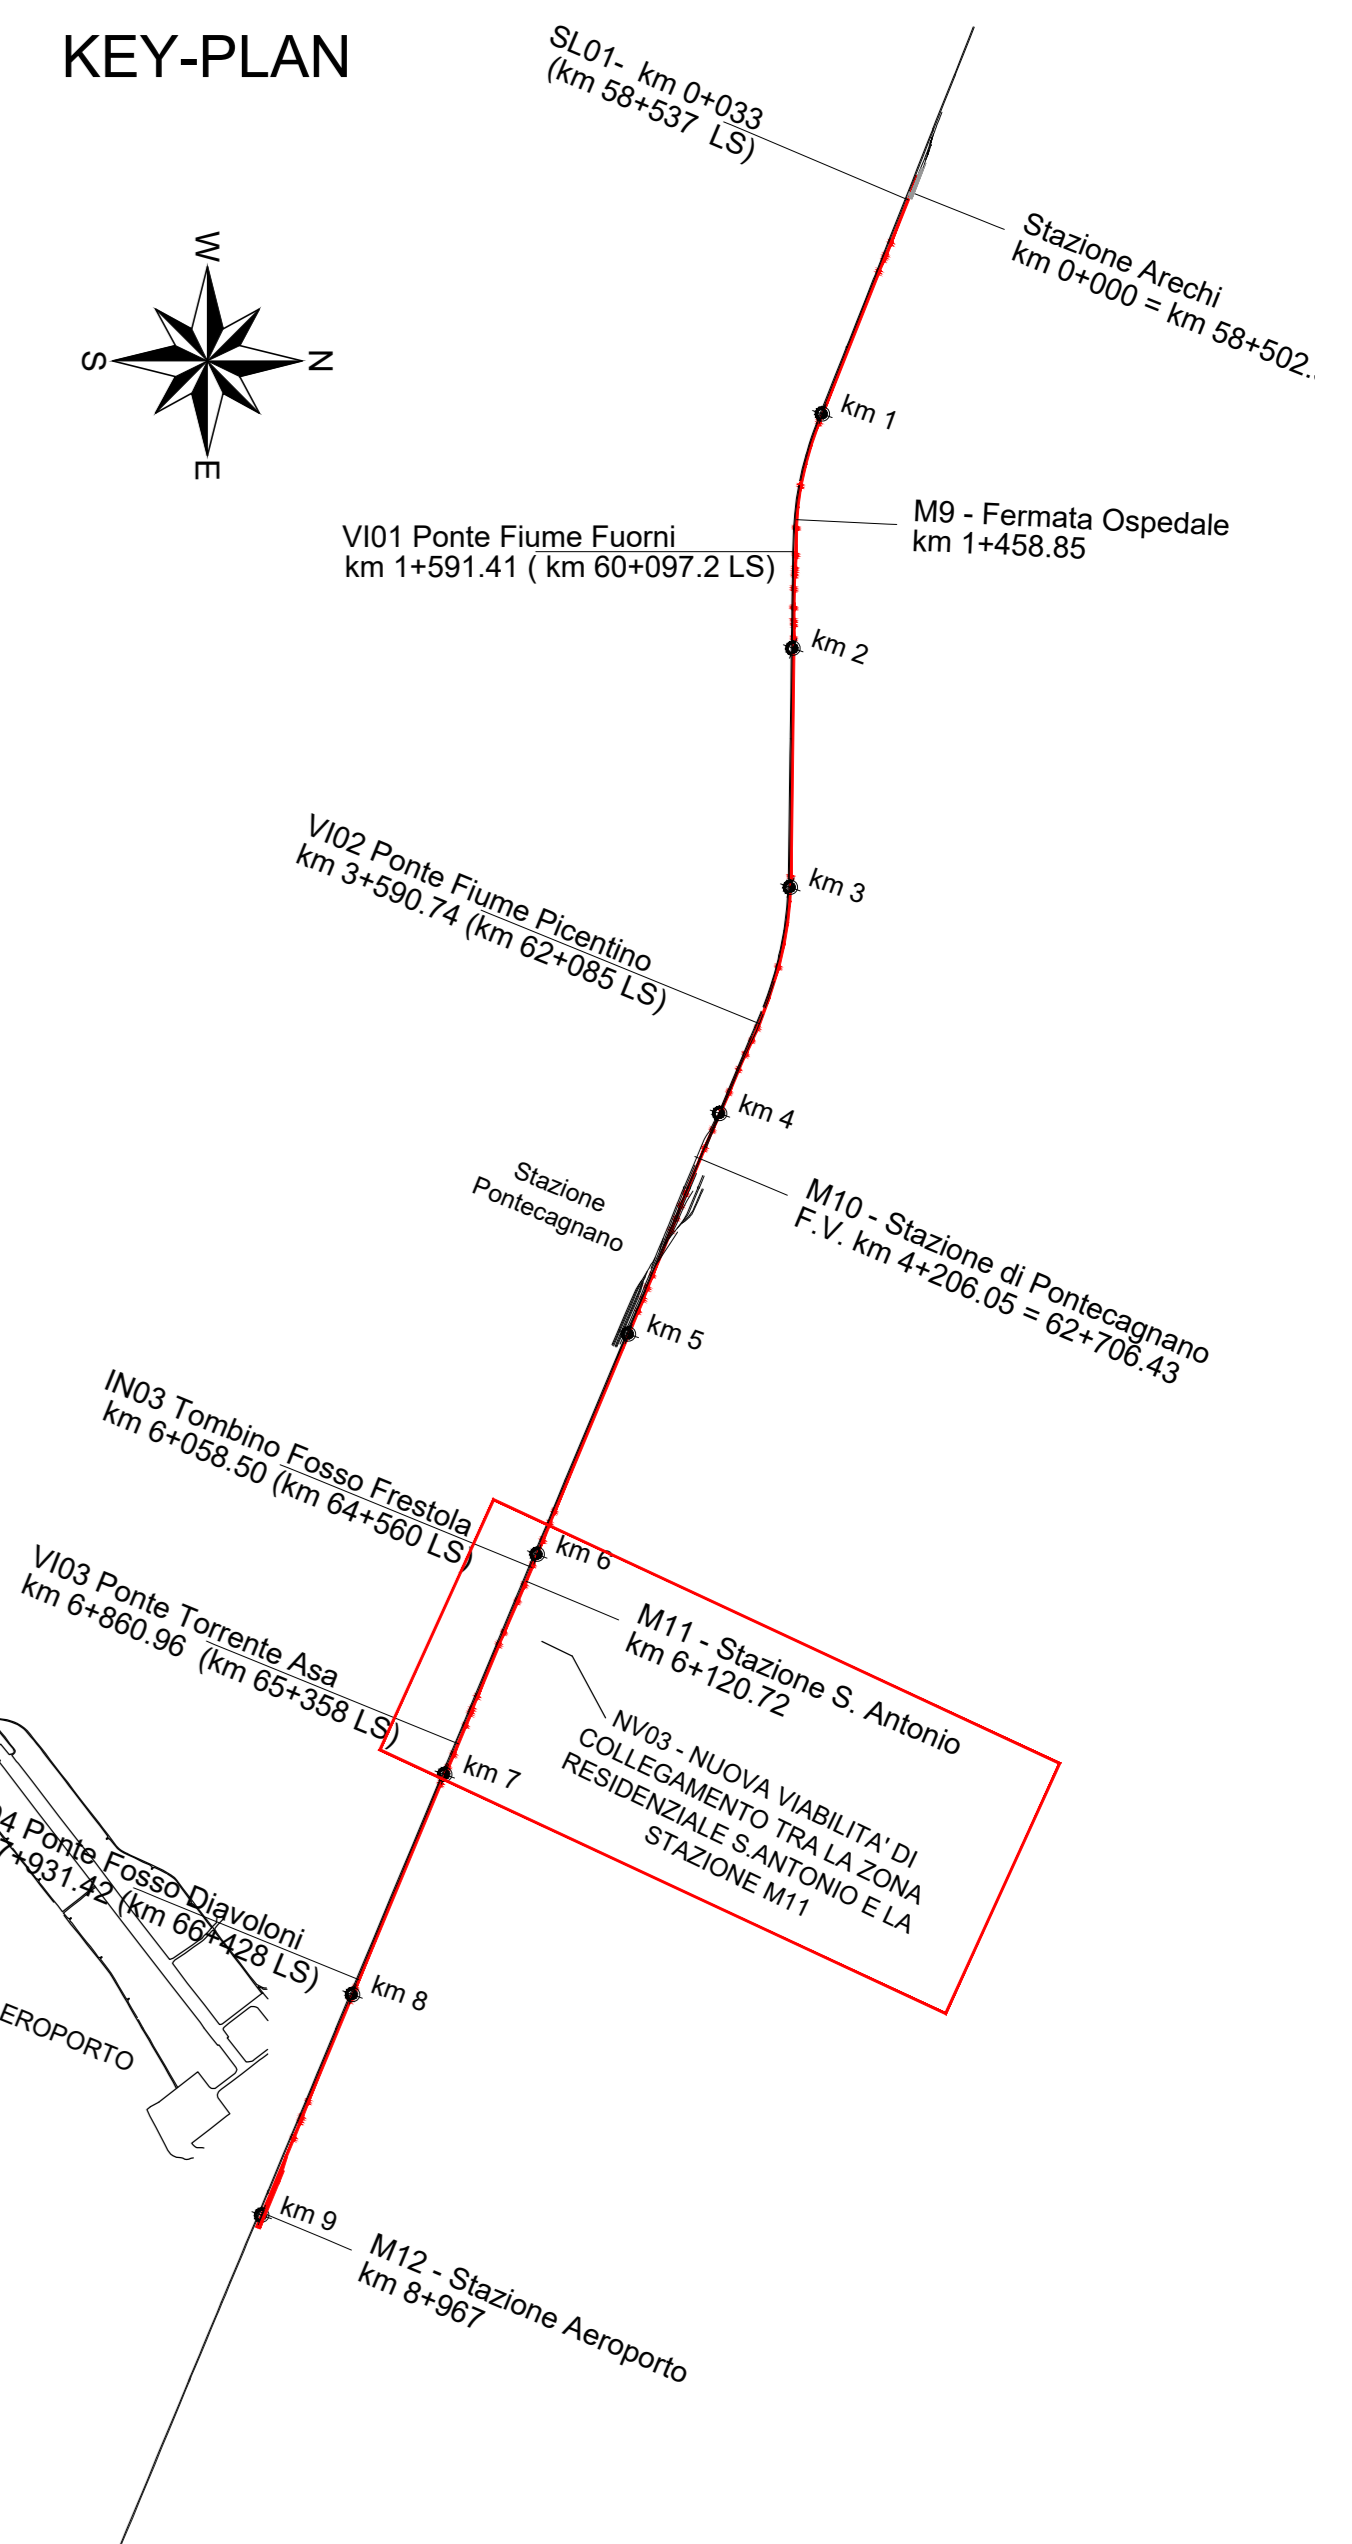 KEY-PLAN
SL01- km 0+033
(km 58+537 LS)
W
S
N
E
Stazione Arechi
km 0+000 = km 58+502.
km 1
M9 - Fermata Ospedale
km 1+458.85
VI01 Ponte Fiume Fuorni
km 1+591.41 ( km 60+097.2 LS)
km 2
VI02 Ponte Fiume Picentino
km 3+590.74 (km 62+085 LS)
km 3
km 4
Stazione
Pontecagnano
M10 - Stazione di Pontecagnano
F.V. km 4+206.05 = 62+706.43
km 5
IN03 Tombino Fosso Frestola
km 6+058.50 (km 64+560 LS)
km 6
VI03 Ponte Torrente Asa
km 6+860.96 (km 65+358 LS)
M11 - Stazione S. Antonio
km 6+120.72
NV03 - NUOVA VIABILITA' DI
COLLEGAMENTO TRA LA ZONA
RESIDENZIALE S.ANTONIO E LA
STAZIONE M11
km 7
04 Ponte Fosso Diavoloni
7+931.42 (km 66+428 LS)
km 8
EROPORTO
km 9
M12 - Stazione Aeroporto
km 8+967